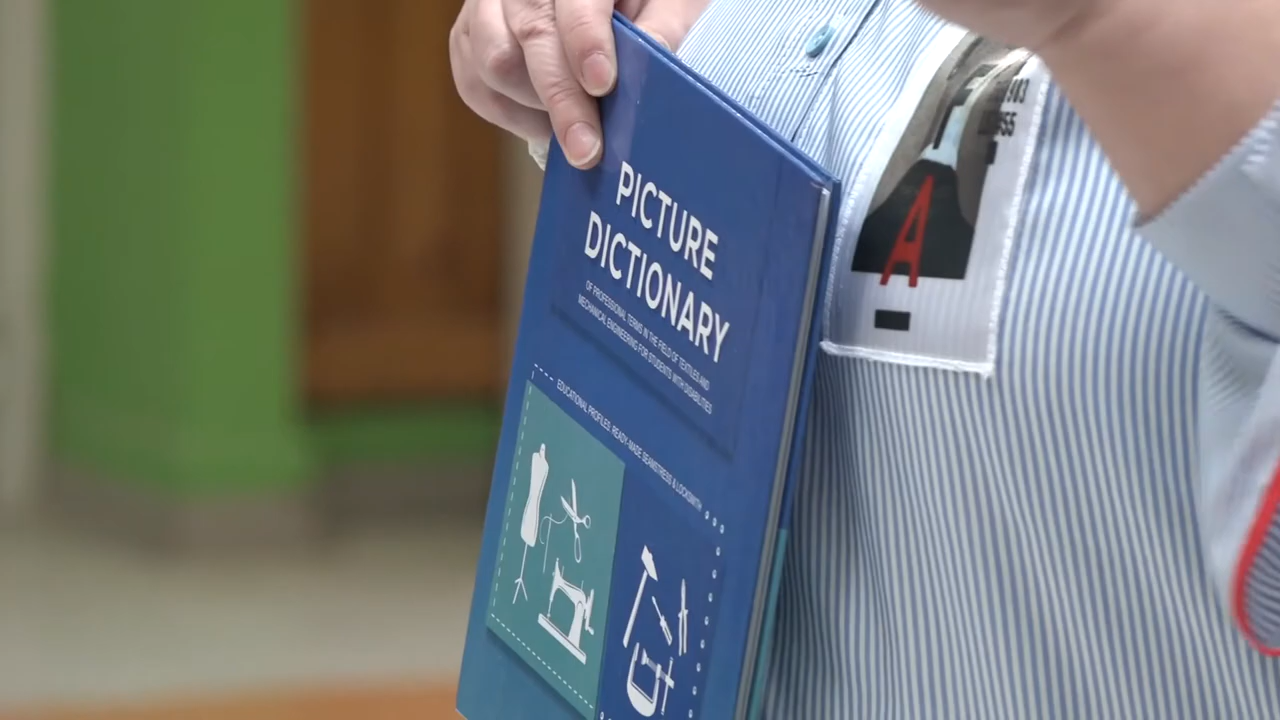 PICTURE
DICTIONARY
OF PROFESSIONAL TERMS IN THE FIELD OF TEXTILES AND
MECHANICAL ENGINEERING FOR STUDENTS WITH DISABILITIES
EDUCATIONAL PROFILES: READY-MADE SEAMSTRESS & LOCKSMITH
A